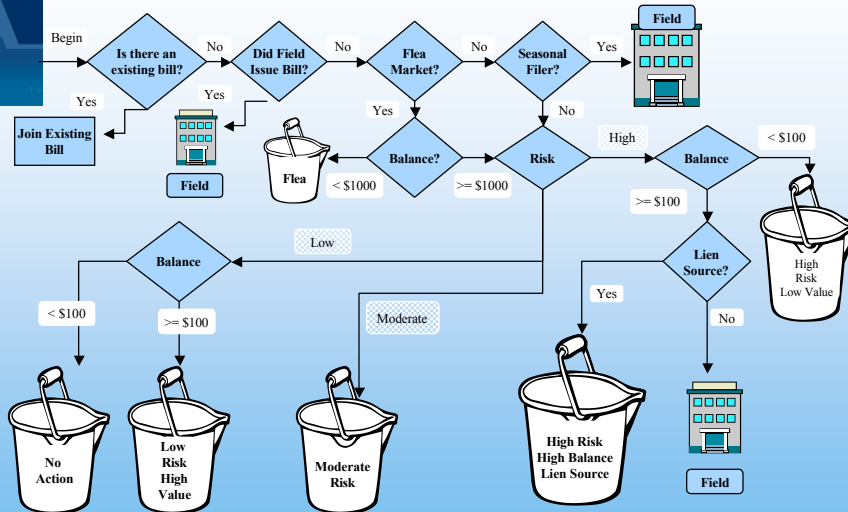 Begin
Is there an
existing bill?
No
Did Field
Issue Bill?
No
Flea
Market?
No
Seasonal
Filer?
Yes
Field
Yes
Join Existing
Bill
Yes
Field
Yes
No
Flea
Balance?
< $1000
>= $1000
Risk
High
Balance
< $100
>= $100
High
Risk
Low Value
Low
Balance
< $100
>= $100
Moderate
Lien
Source?
Yes
No
No
Action
Low
Risk
High
Value
Moderate
Risk
High Risk
High Balance
Lien Source
Field